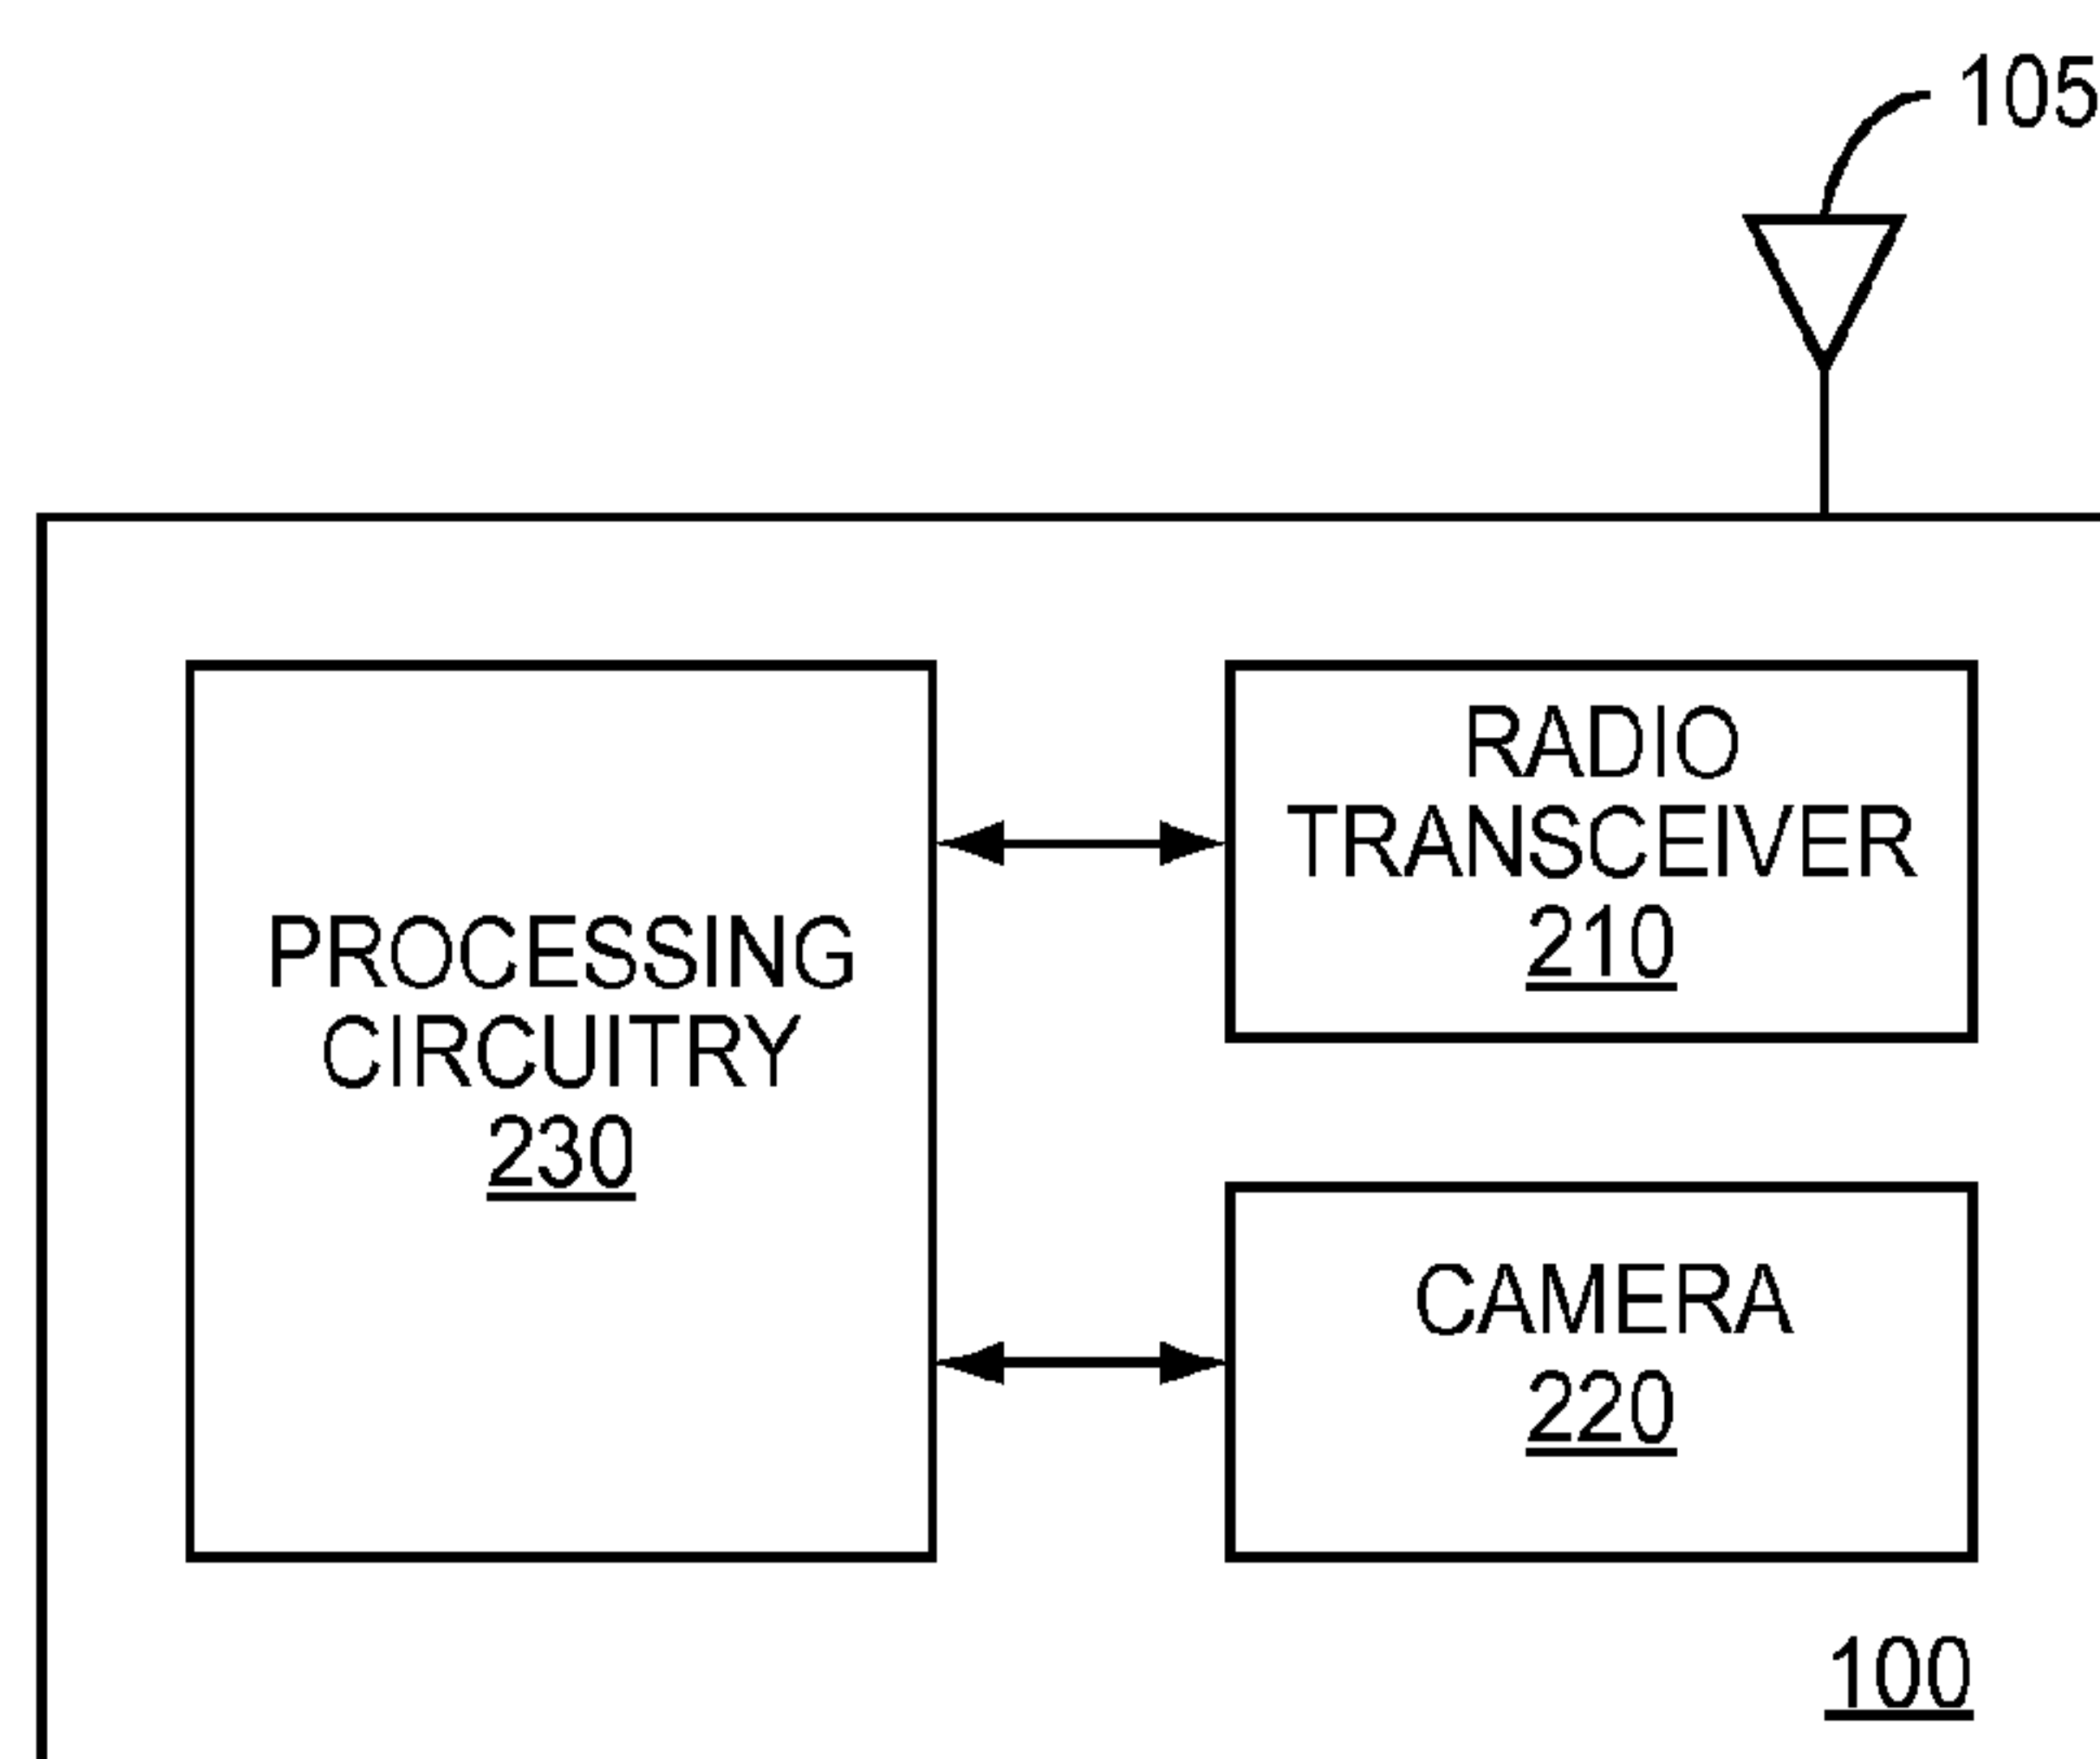 105
PROCESSING
CIRCUITRY
230
RADIO
TRANSCEIVER
210
CAMERA
220
100